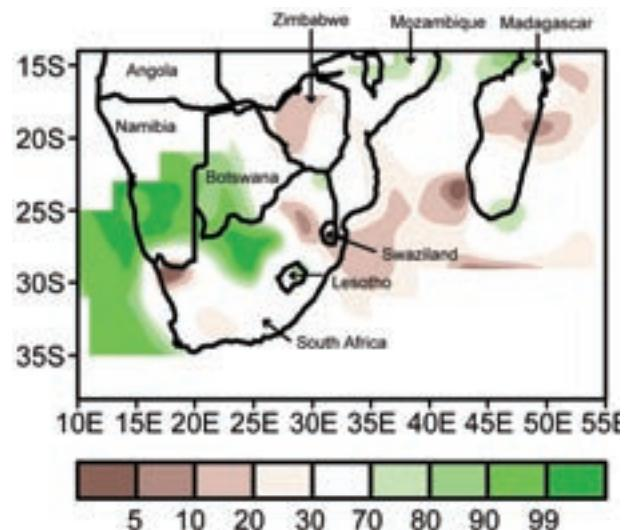 Zimbabwe
Mozambique
Madagascar
15S
Angola
Namibia
20S
Botswana
25S
Swaziland
30S
Lesotho
South Africa
35S
10E 15E 20E 25E 30E 35E 40E 45E 50E 55E
5 10 20 30 70 80 90 99